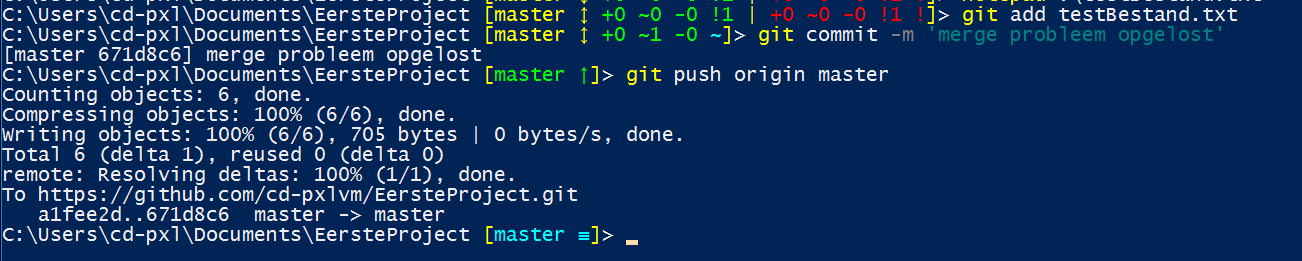 C:\Users\cd-pxl\Documents\EersteProject [master ↕ +0 ~0 -0 !1 | +0 ~0 -0 !1 !]> git add testBestand.txt
C:\Users\cd-pxl\Documents\EersteProject [master ↕ +0 ~1 -0 ~]> git commit -m 'merge probleem opgelost'
[master 671d8c6] merge probleem opgelost
C:\Users\cd-pxl\Documents\EersteProject [master ↑]> git push origin master
Counting objects: 6, done.
Compressing objects: 100% (6/6), done.
Writing objects: 100% (6/6), 705 bytes | 0 bytes/s, done.
Total 6 (delta 1), reused 0 (delta 0)
remote: Resolving deltas: 100% (1/1), done.
To https://github.com/cd-pxlvm/EersteProject.git
   a1fee2d..671d8c6  master -> master
C:\Users\cd-pxl\Documents\EersteProject [master ≡]>